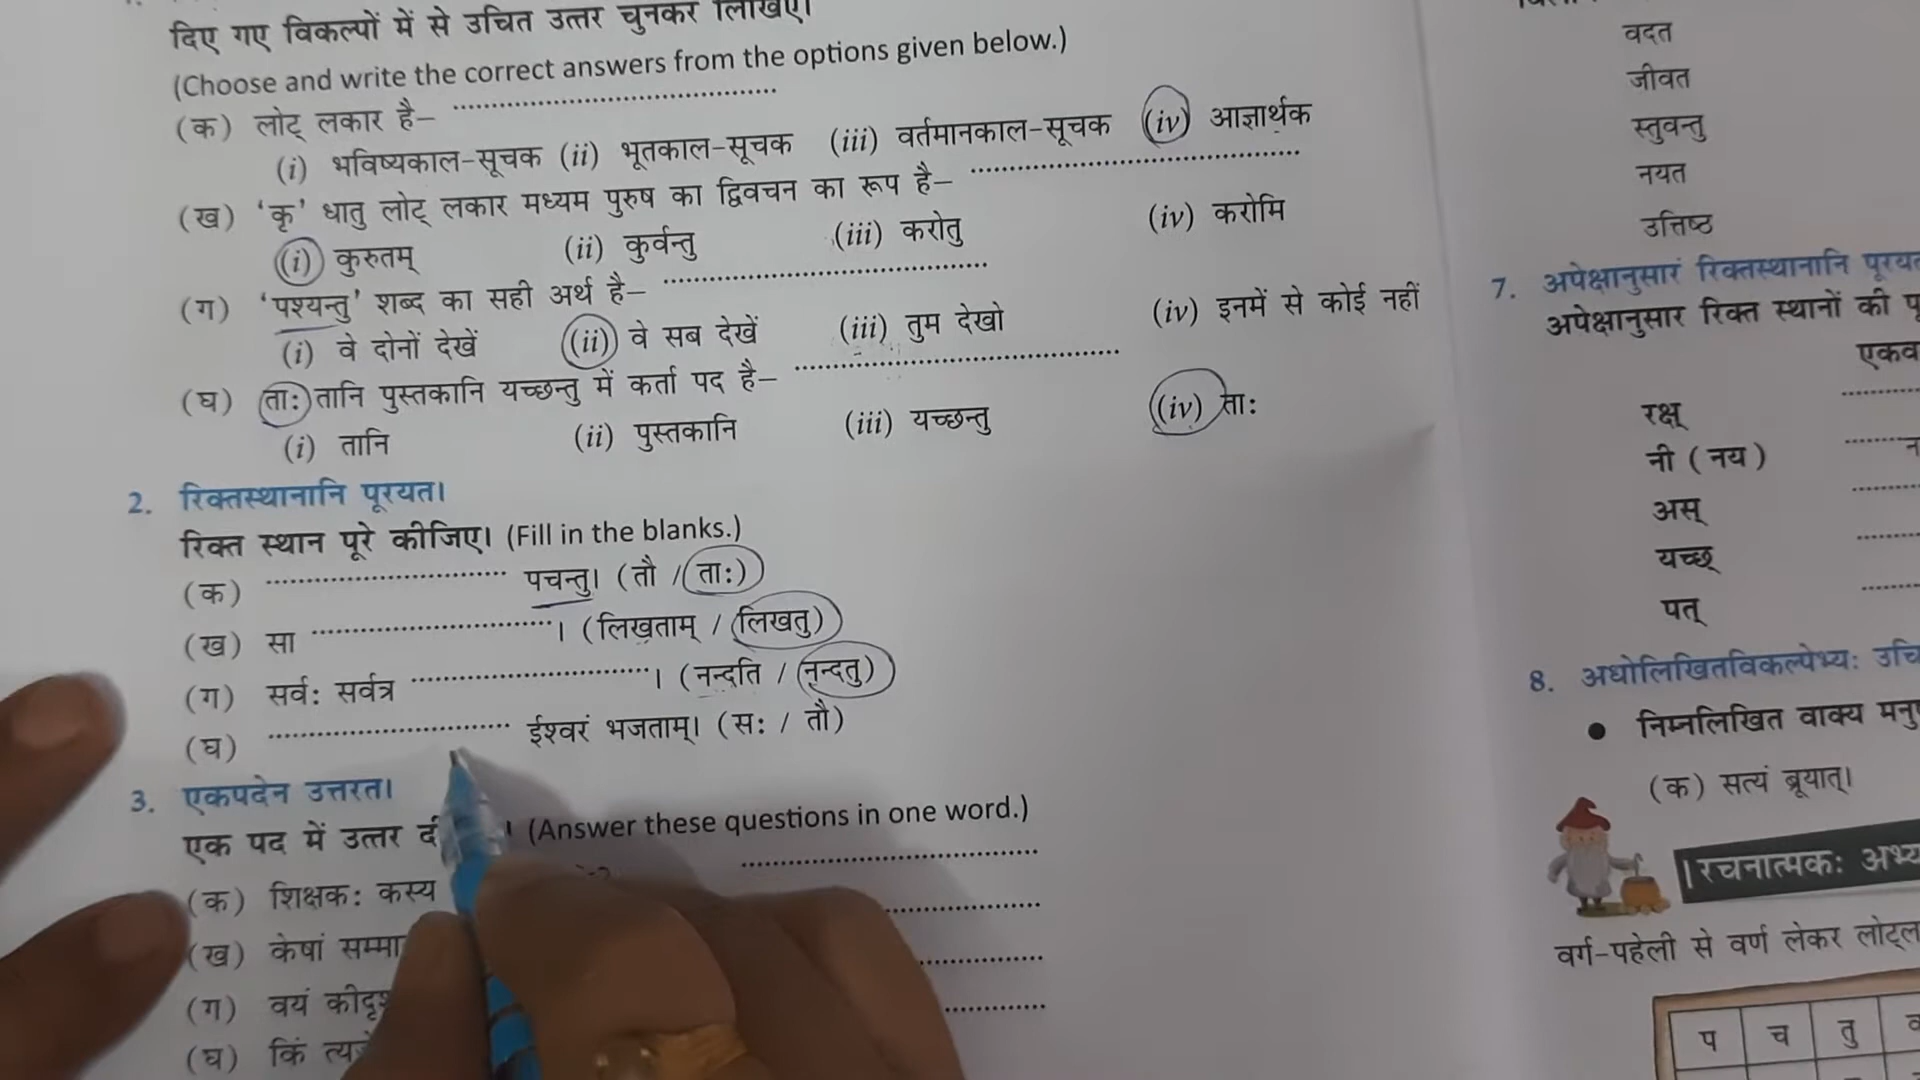 दिए गए विकल्पों में से उचित उत्तर चुनकर लिखिए।
(Choose and write the correct answers from the options given below.)
(क) लोट् लकार है–
(i) भविष्यकाल-सूचक (ii) भूतकाल-सूचक (iii) वर्तमानकाल-सूचक (iv) आज्ञार्थक
(ख) ‘कृ’ धातु लोट् लकार मध्यम पुरुष का द्विवचन का रूप है–
(i) कुरुतम् (ii) कुर्वन्तु (iii) करोतु (iv) करोमि
(ग) ‘पश्यन्तु’ शब्द का सही अर्थ है–
(i) वे दोनों देखें (ii) वे सब देखें (iii) तुम देखो (iv) इनमें से कोई नहीं
(घ) ताः तानि पुस्तकानि यच्छन्तु में कर्ता पद है–
(i) तानि (ii) पुस्तकानि (iii) यच्छन्तु (iv) ताः
2. रिक्तस्थानानि पूरयत।
रिक्त स्थान पूरे कीजिए। (Fill in the blanks.)
(क) पचन्तु। (तौ / ताः)
(ख) सा । (लिखताम् / लिखतु)
(ग) सर्वः सर्वत्र । (नन्दति / नन्दतु)
(घ) ईश्वरं भजताम्। (सः / तौ)
3. एकपदेन उत्तरत।
एक पद में उत्तर । (Answer these questions in one word.)
(क) शिक्षकः कस्य
(ख) केषां
(ग) वयं
(घ) किं
वदत
जीवत
स्तुवन्तु
नयत
उत्तिष्ठ
7. अपेक्षानुसारं रिक्तस्थानानि
अपेक्षानुसार रिक्त स्थानों की
रक्ष्
नी (नय)
अस्
यच्छ्
पत्
8. अधोलिखितविकल्पेभ्यः
● निम्नलिखित वाक्य
(क) सत्यं ब्रूयात्।
रचनात्मकः
वर्ग-पहेली से वर्ण लेकर
प च तु